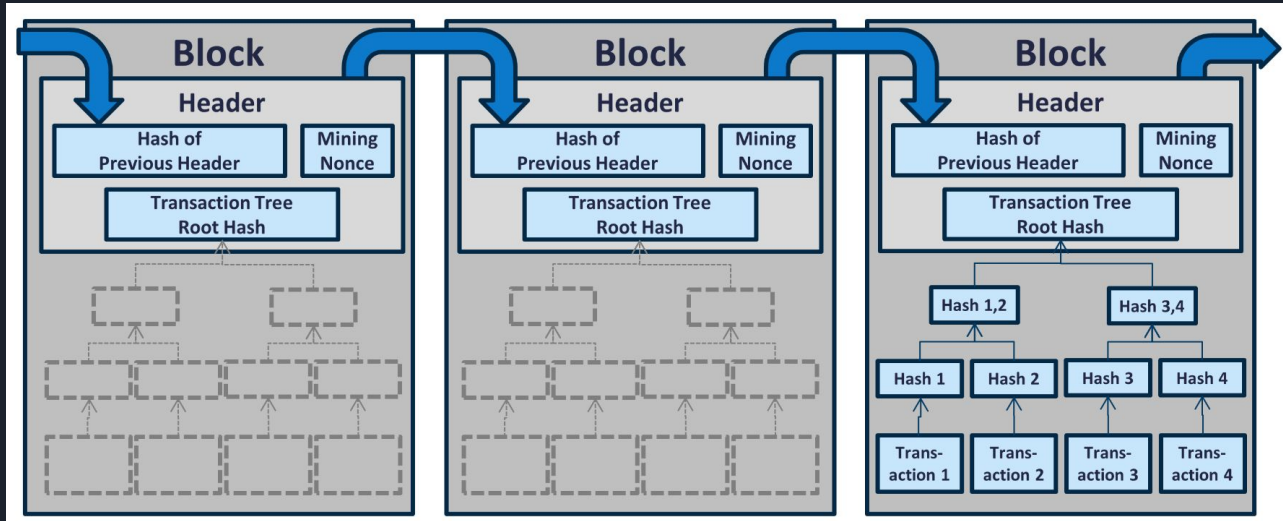 Block
Header
Hash of
Previous Header
Mining
Nonce
Transaction Tree
Root Hash
Block
Header
Hash of
Previous Header
Mining
Nonce
Transaction Tree
Root Hash
Block
Header
Hash of
Previous Header
Mining
Nonce
Transaction Tree
Root Hash
Hash 1,2
Hash 3,4
Hash 1
Hash 2
Hash 3
Hash 4
Trans-
action 1
Trans-
action 2
Trans-
action 3
Trans-
action 4